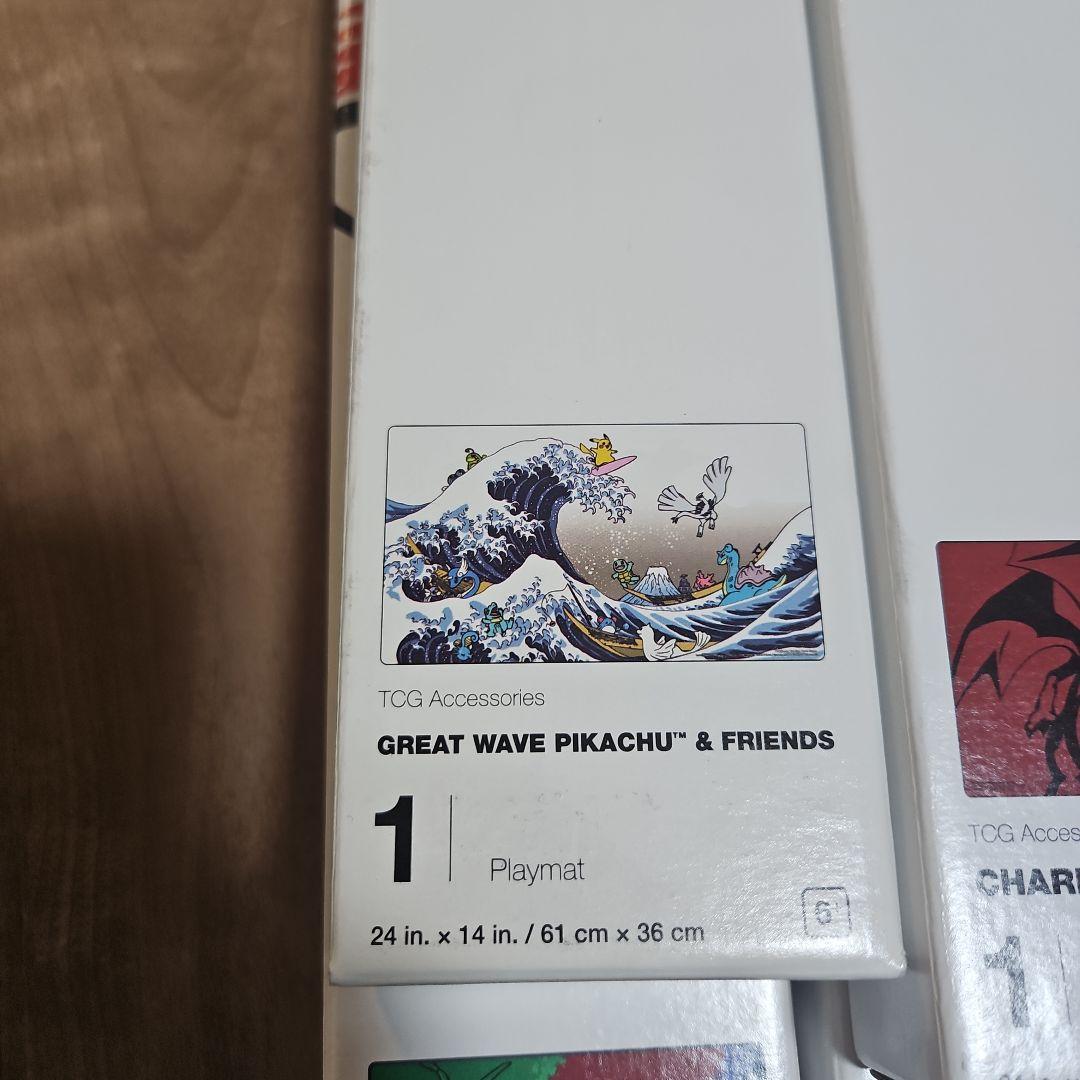 TCG Accessories
GREAT WAVE PIKACHU™ & FRIENDS
1
Playmat
6+
24 in. × 14 in. / 61 cm × 36 cm
TCG Acces
CHAR
1